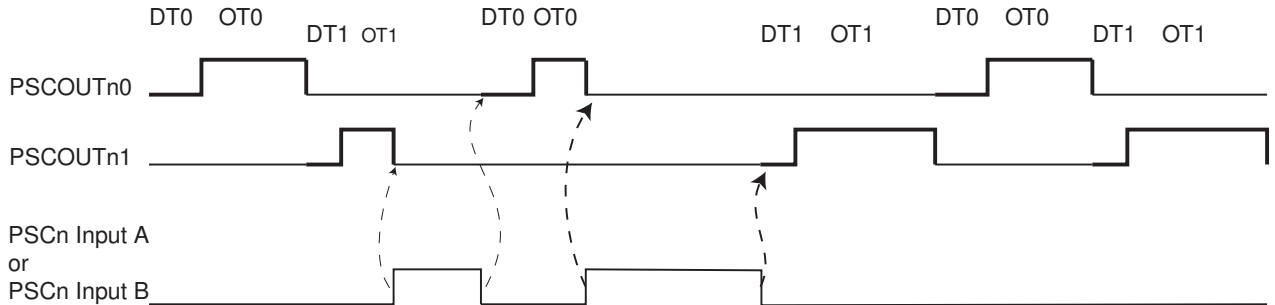 DT0 OT0 DT0 OT0 DT0 OT0
DT1 OT1 DT1 OT1 DT1 OT1
PSCOUTn0
PSCOUTn1
PSCn Input A
or
PSCn Input B